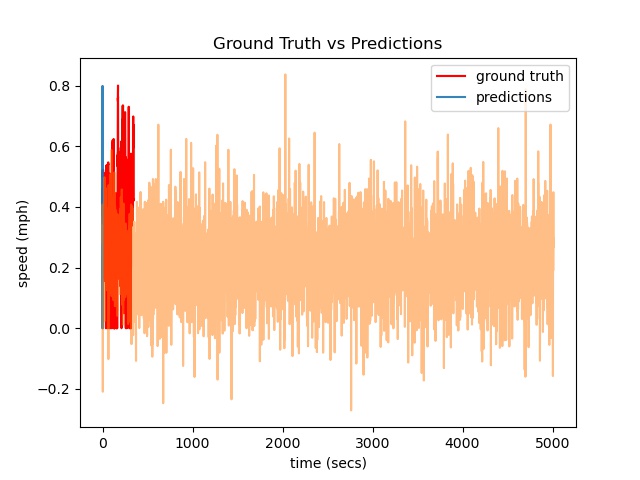 Ground Truth vs Predictions
ground truth
predictions
speed (mph)
0.8
0.6
0.4
0.2
0.0
−0.2
0 1000 2000 3000 4000 5000
time (secs)